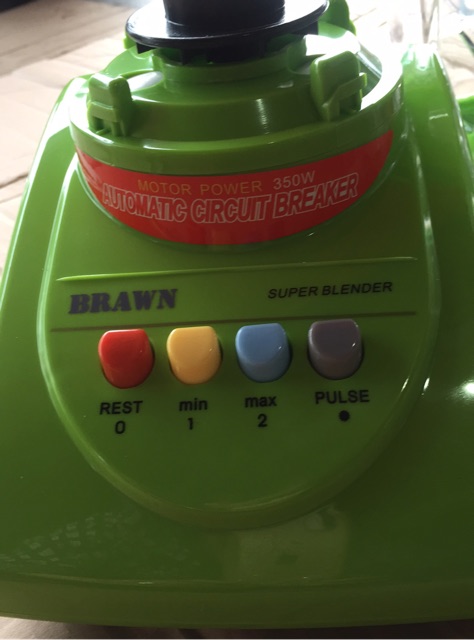 MOTOR POWER 350W
AUTOMATIC CIRCUIT BREAKER
BRAWN
SUPER BLENDER
REST min max PULSE
0 1 2 ●